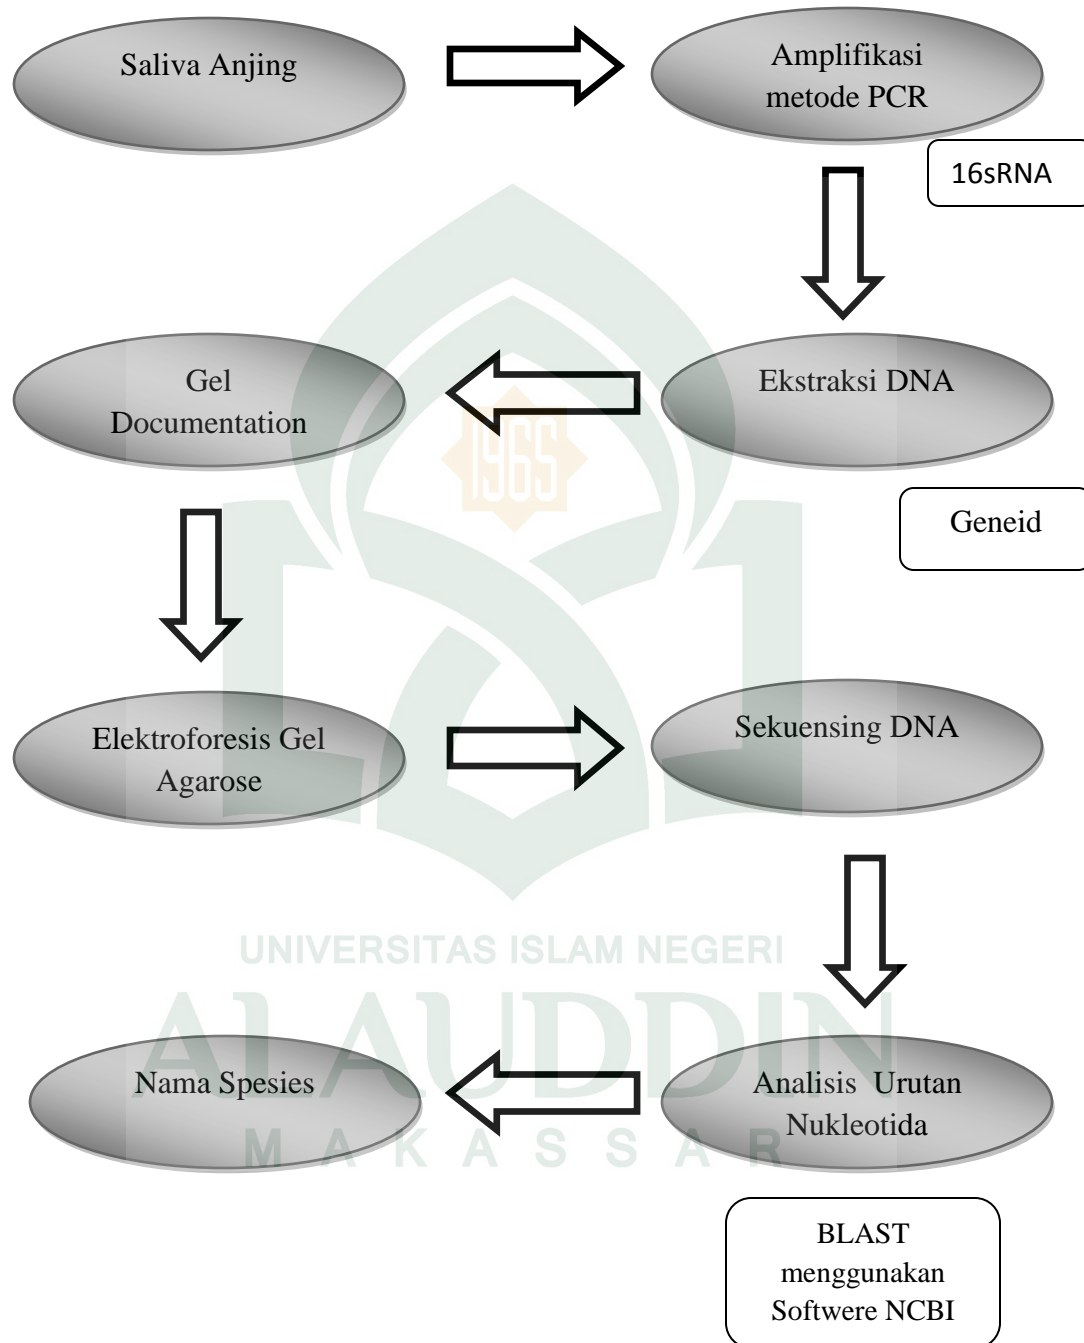 Saliva Anjing
Amplifikasi
metode PCR
16sRNA
Ekstraksi DNA
Geneid
Gel
Documentation
1965
Elektroforesis Gel
Agarose
Sekuensing DNA
UNIVERSITAS ISLAM NEGERI
ALAUDDIN
MAKASSAR
Analisis Urutan
Nukleotida
BLAST
menggunakan
Softwere NCBI
Nama Spesies